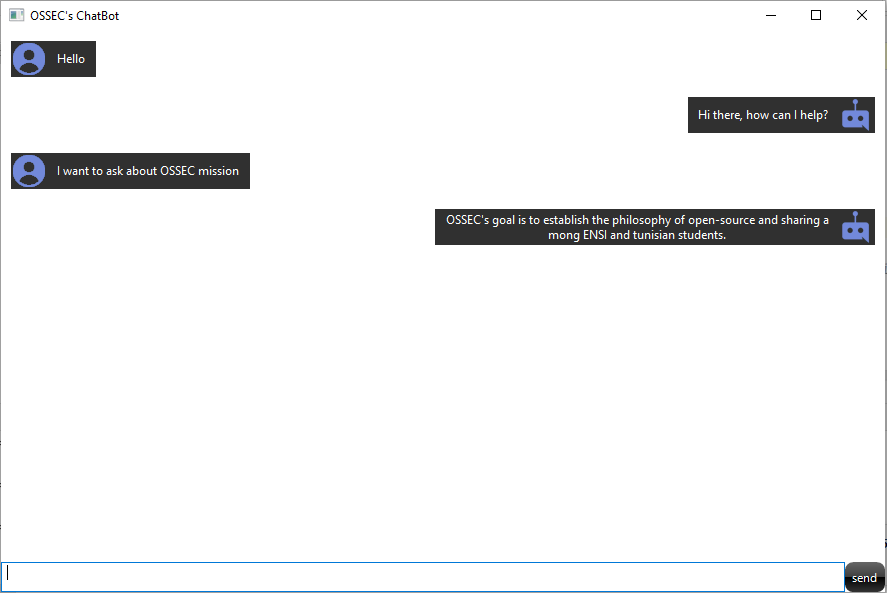 OSSEC's ChatBot
Hello
Hi there, how can I help?
I want to ask about OSSEC mission
OSSEC's goal is to establish the philosophy of open-source and sharing a
mong ENSI and tunisian students.
send